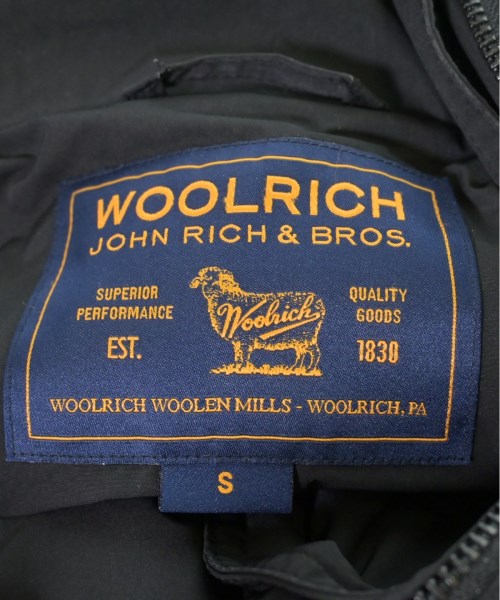 WOOLRICH
JOHN RICH & BROS.
SUPERIOR
PERFORMANCE
EST.
Woolrich
QUALITY
GOODS
1830
WOOLRICH WOOLEN MILLS - WOOLRICH, PA
S